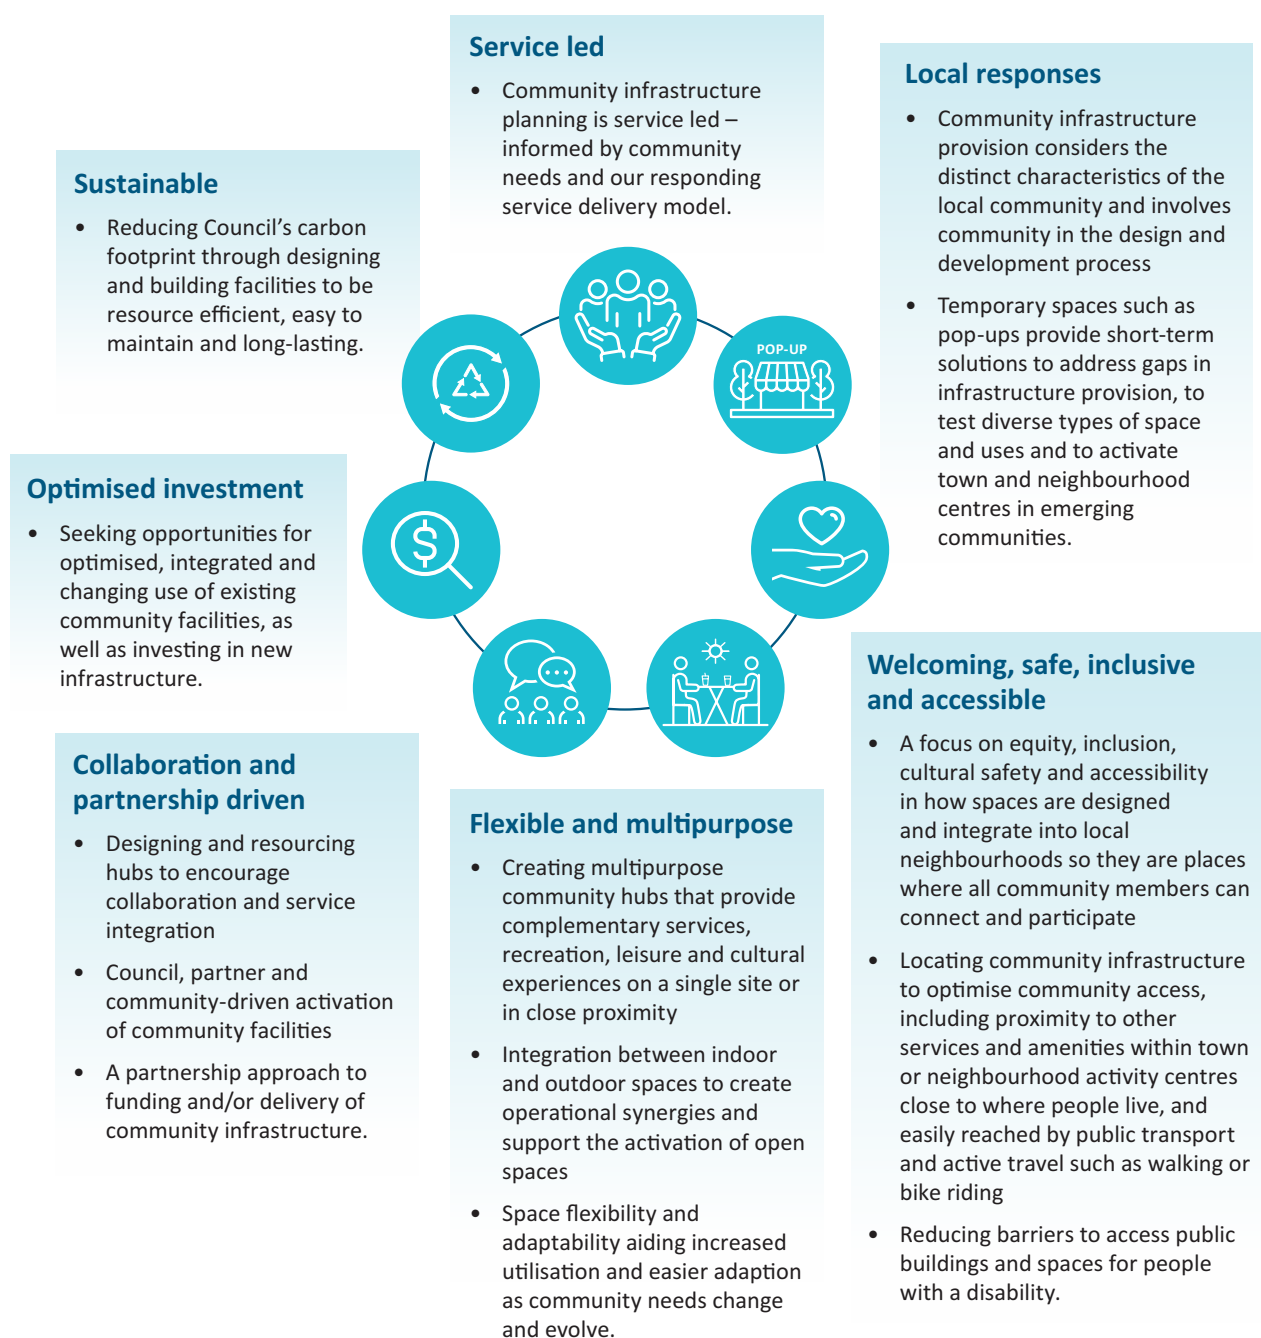 Service led
• Community infrastructure
planning is service led –
informed by community
needs and our responding
service delivery model.
Local responses
• Community infrastructure
provision considers the
distinct characteristics of the
local community and involves
community in the design and
development process
• Temporary spaces such as
pop-ups provide short-term
solutions to address gaps in
infrastructure provision, to
test diverse types of space
and uses and to activate
town and neighbourhood
centres in emerging
communities.
Sustainable
• Reducing Council’s carbon
footprint through designing
and building facilities to be
resource efficient, easy to
maintain and long-lasting.
POP-UP
Optimised investment
• Seeking opportunities for
optimised, integrated and
changing use of existing
community facilities, as
well as investing in new
infrastructure.
$
Welcoming, safe, inclusive
and accessible
• A focus on equity, inclusion,
cultural safety and accessibility
in how spaces are designed
and integrate into local
neighbourhoods so they are places
where all community members can
connect and participate
• Locating community infrastructure
to optimise community access,
including proximity to other
services and amenities within town
or neighbourhood activity centres
close to where people live, and
easily reached by public transport
and active travel such as walking or
bike riding
• Reducing barriers to access public
buildings and spaces for people
with a disability.
Collaboration and
partnership driven
• Designing and resourcing
hubs to encourage
collaboration and service
integration
• Council, partner and
community-driven activation
of community facilities
• A partnership approach to
funding and/or delivery of
community infrastructure.
Flexible and multipurpose
• Creating multipurpose
community hubs that provide
complementary services,
recreation, leisure and cultural
experiences on a single site or
in close proximity
• Integration between indoor
and outdoor spaces to create
operational synergies and
support the activation of open
spaces
• Space flexibility and
adaptability aiding increased
utilisation and easier adaption
as community needs change
and evolve.